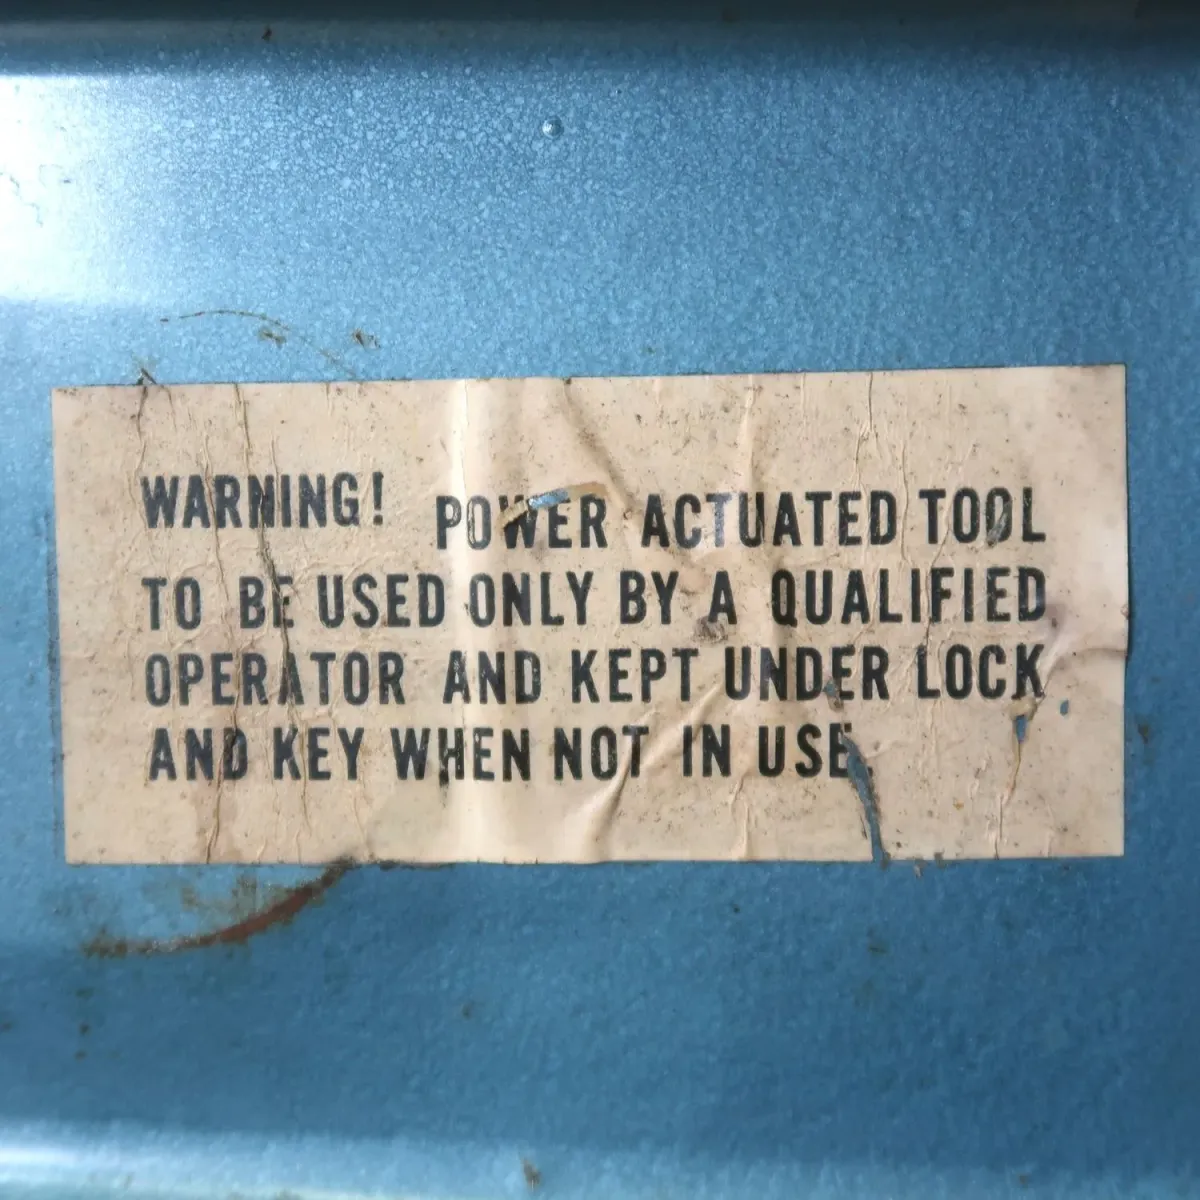 WARNING! POWER ACTUATED TOOL
TO BE USED ONLY BY A QUALIFIED
OPERATOR AND KEPT UNDER LOCK
AND KEY WHEN NOT IN USE.